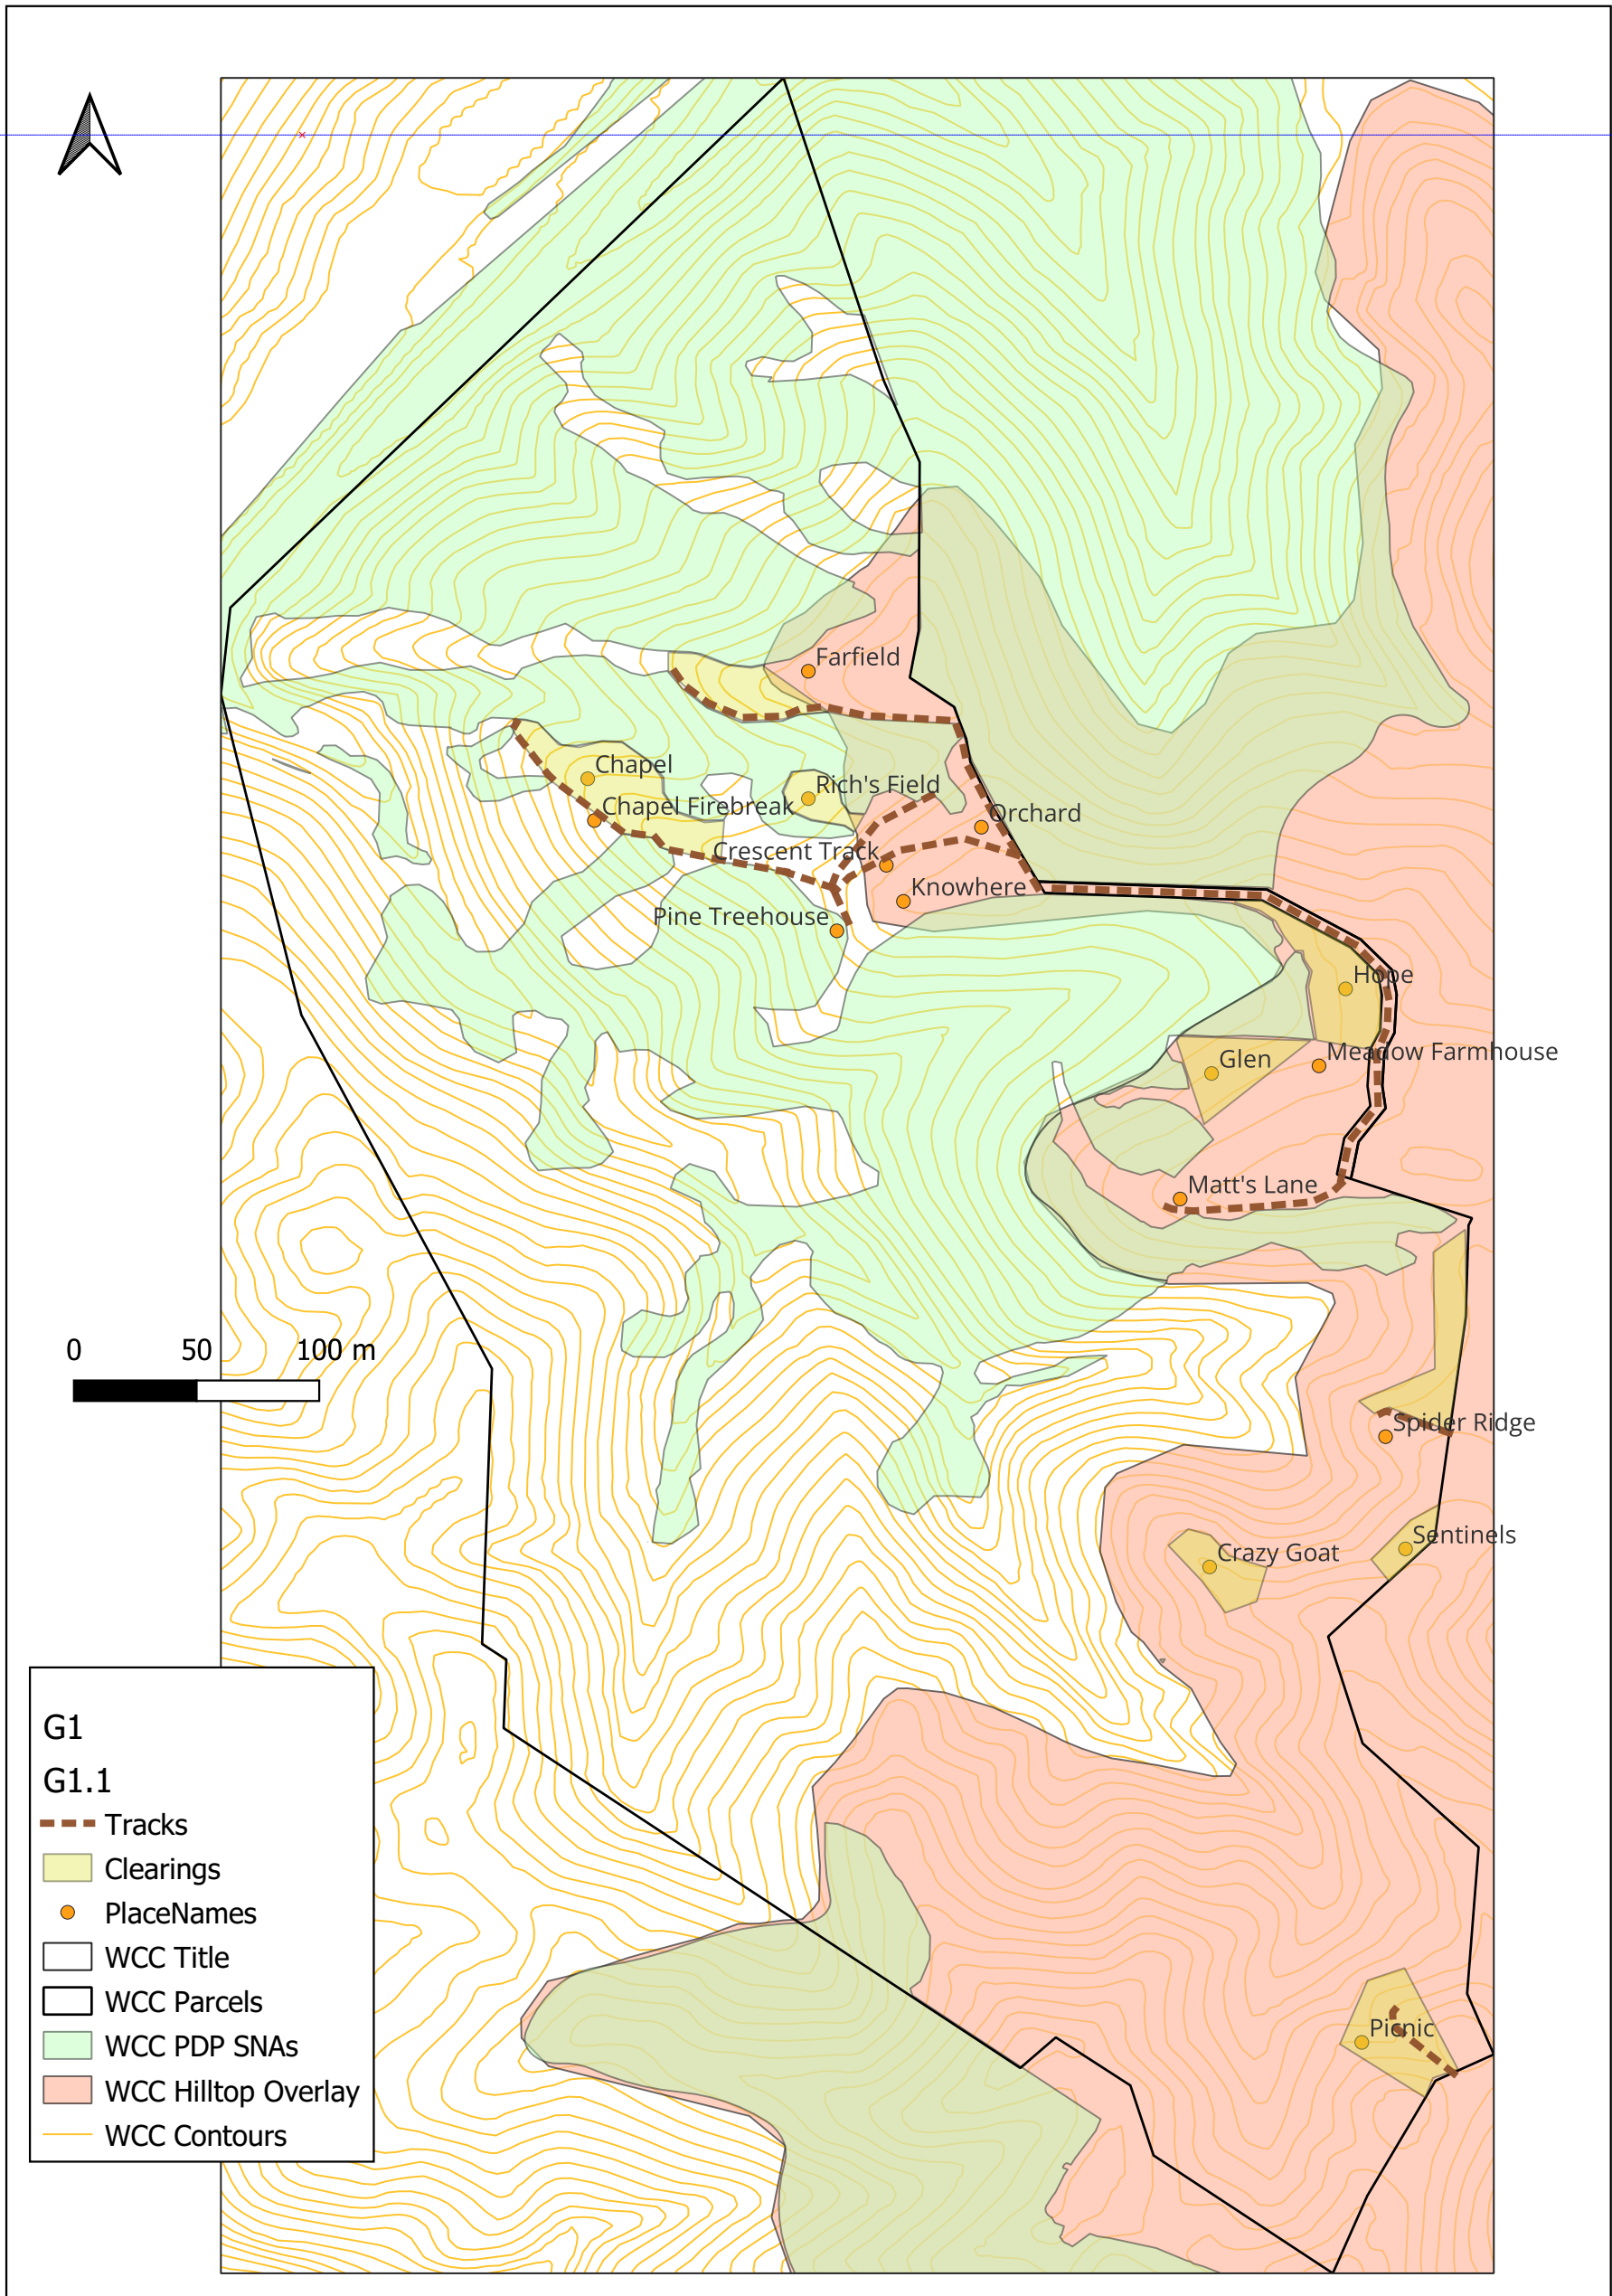 Farfield
Chapel
Rich's Field
Chapel Firebreak
Orchard
Crescent Track
Knowhere
Pine Treehouse
Hope
Meadow Farmhouse
Glen
Matt's Lane
0 50 100 m
Spider Ridge
Sentinels
Crazy Goat
Picnic
G1
G1.1
Tracks
Clearings
PlaceNames
WCC Title
WCC Parcels
WCC PDP SNAs
WCC Hilltop Overlay
WCC Contours